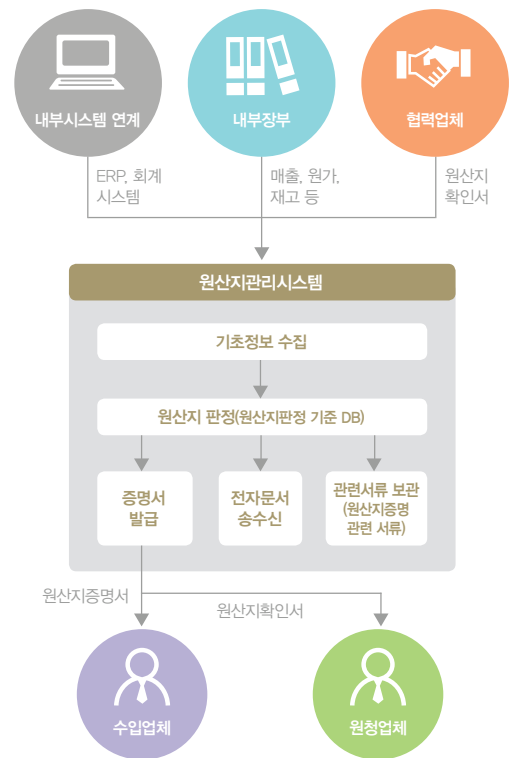 내부시스템 연계
내부장부
협력업체
ERP, 회계
시스템
매출, 원가,
재고 등
원산지
확인서
원산지관리시스템
기초정보 수집
원산지 판정(원산지판정 기준 DB)
증명서
발급
전자문서
송수신
관련서류 보관
(원산지증명
관련 서류)
원산지증명서
원산지확인서
수입업체
원청업체